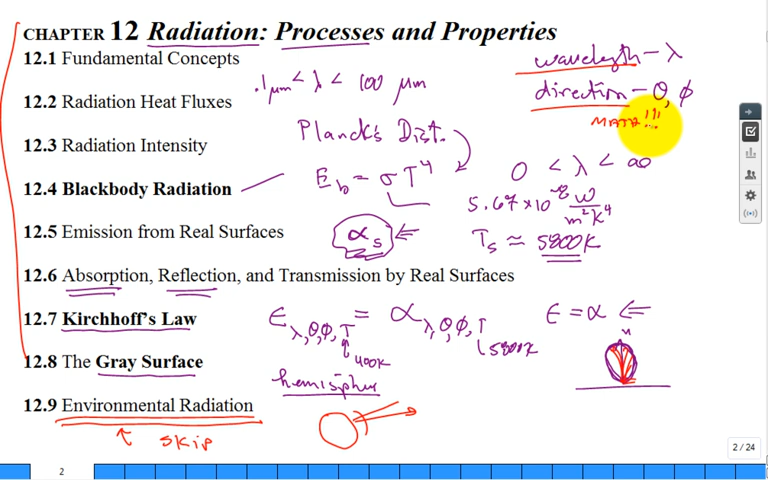 CHAPTER 12 Radiation: Processes and Properties
12.1 Fundamental Concepts
wavelength - λ
.1 μm < λ < 100 μm
direction - θ, φ
MATH!!!
12.2 Radiation Heat Fluxes
Planck's Dist.
12.3 Radiation Intensity
0 < λ < ∞
12.4 Blackbody Radiation
E_b = σT^4
5.67 × 10^-8 W/m²K⁴
12.5 Emission from Real Surfaces
α_s ⇐
T_s ≈ 5800K
12.6 Absorption, Reflection, and Transmission by Real Surfaces
12.7 Kirchhoff's Law
ϵ_λ,θ,φ,T = α_λ,θ,φ,T
ϵ = α ⇐
400K
5800K
n
12.8 The Gray Surface
hemispher
12.9 Environmental Radiation
↑ SKIP
2 / 24
2